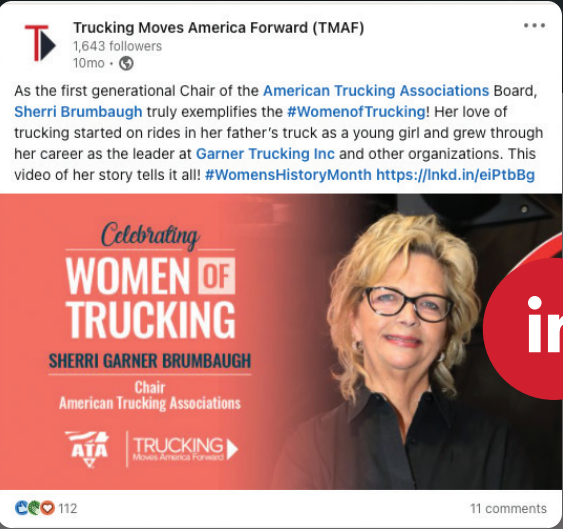 Trucking Moves America Forward (TMAF)
1,643 followers
10mo •
As the first generational Chair of the American Trucking Associations Board,
Sherri Brumbaugh truly exemplifies the #WomenofTrucking! Her love of
trucking started on rides in her father's truck as a young girl and grew through
her career as the leader at Garner Trucking Inc and other organizations. This
video of her story tells it all! #WomensHistoryMonth https://lnkd.in/eiPtbBg
Celebrating
WOMEN OF
TRUCKING
SHERRI GARNER BRUMBAUGH
Chair
American Trucking Associations
ATA
TRUCKING
Moves America Forward
in
112
11 comments